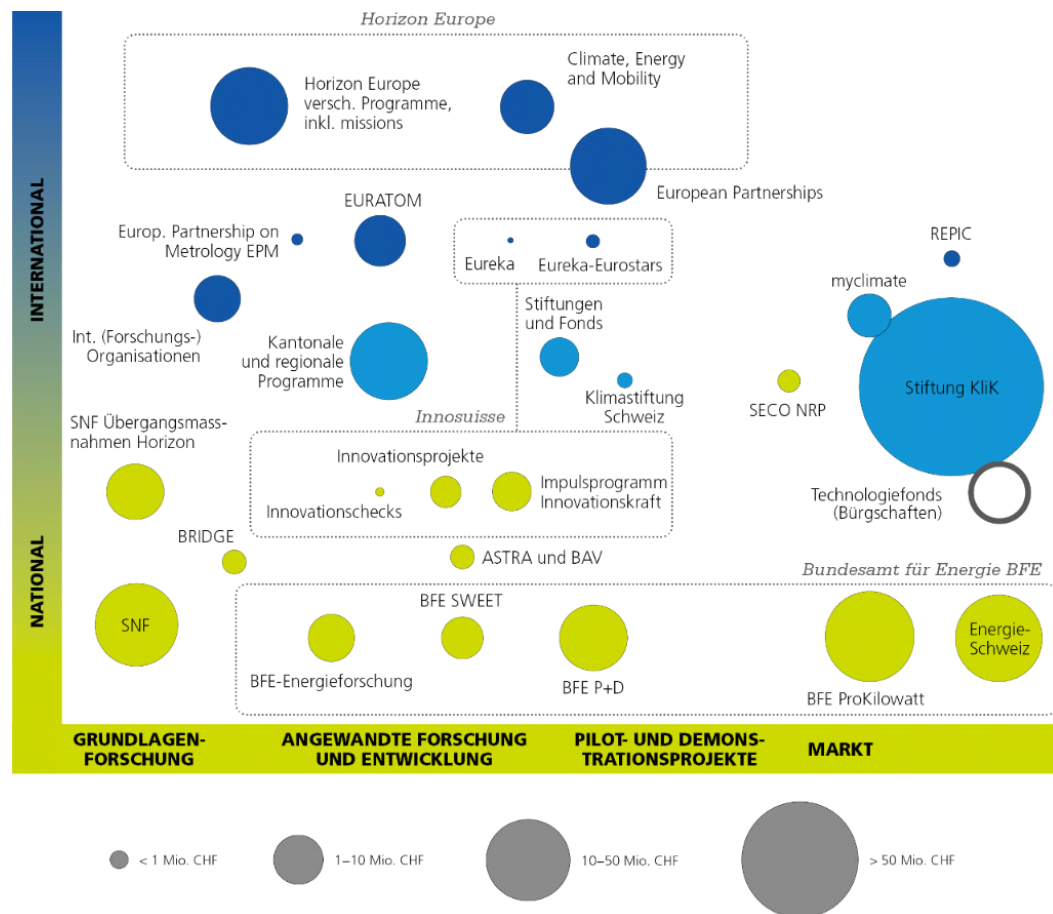 Horizon Europe
Horizon Europe
versch. Programme,
inkl. missions
Climate, Energy
and Mobility
European Partnerships
EURATOM
Europ. Partnership on
Metrology EPM
Eureka
Eureka-Eurostars
REPIC
myclimate
Int. (Forschungs-)
Organisationen
Kantonale
und regionale
Programme
Stiftungen
und Fonds
Klimastiftung
Schweiz
SECO NRP
Stiftung KliK
SNF Übergangsmass-
nahmen Horizon
Innosuisse
Innovationsprojekte
Innovationschecks
Impulsprogramm
Innovationskraft
Technologiefonds
(Bürgschaften)
BRIDGE
ASTRA und BAV
Bundesamt für Energie BFE
SNF
BFE SWEET
BFE-Energieforschung
BFE P+D
BFE ProKilowatt
Energie-
Schweiz
INTERNATIONAL
NATIONAL
GRUNDLAGEN-
FORSCHUNG
ANGEWANDTE FORSCHUNG
UND ENTWICKLUNG
PILOT- UND DEMONS-
TRATIONSPROJEKTE
MARKT
< 1 Mio. CHF
1–10 Mio. CHF
10–50 Mio. CHF
> 50 Mio. CHF